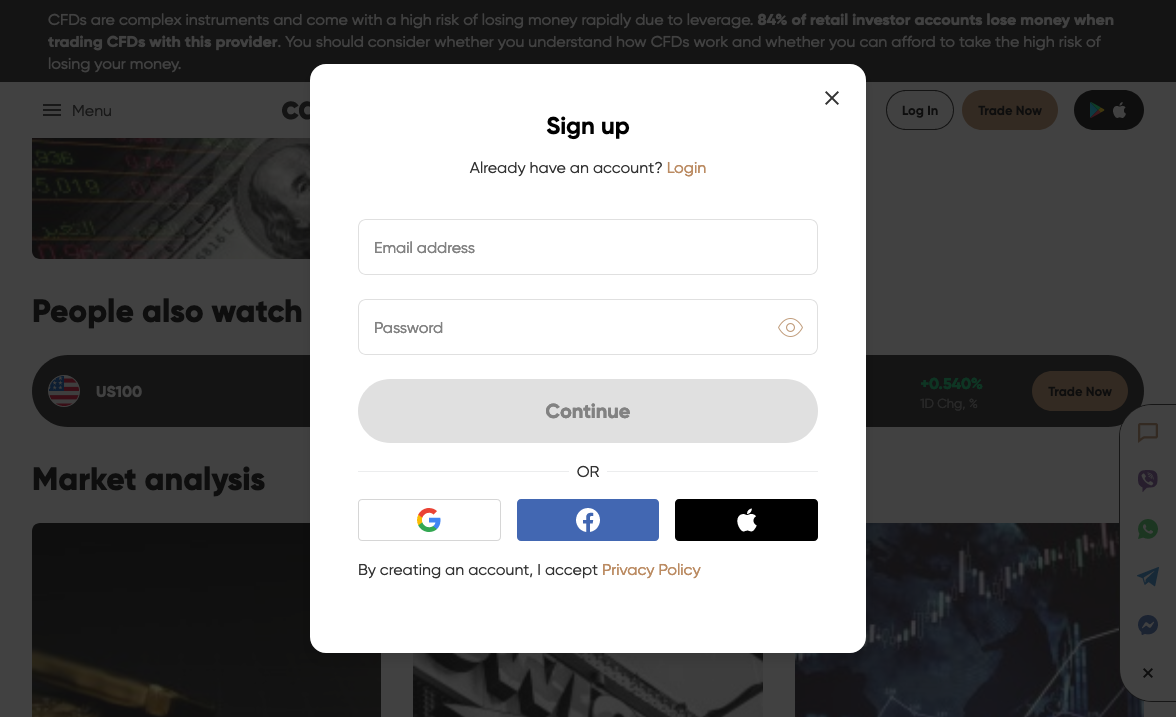 CFDs are complex instruments and come with a high risk of losing money rapidly due to leverage. 84% of retail investor accounts lose money when
trading CFDs with this provider. You should consider whether you understand how CFDs work and whether you can afford to take the high risk of
losing your money.
Menu
Log In
Trade Now
Sign up
Already have an account? Login
Email address
Password
Continue
OR
By creating an account, I accept Privacy Policy
People also watch
US100
+0.540%
1D Chg, %
Trade Now
Market analysis